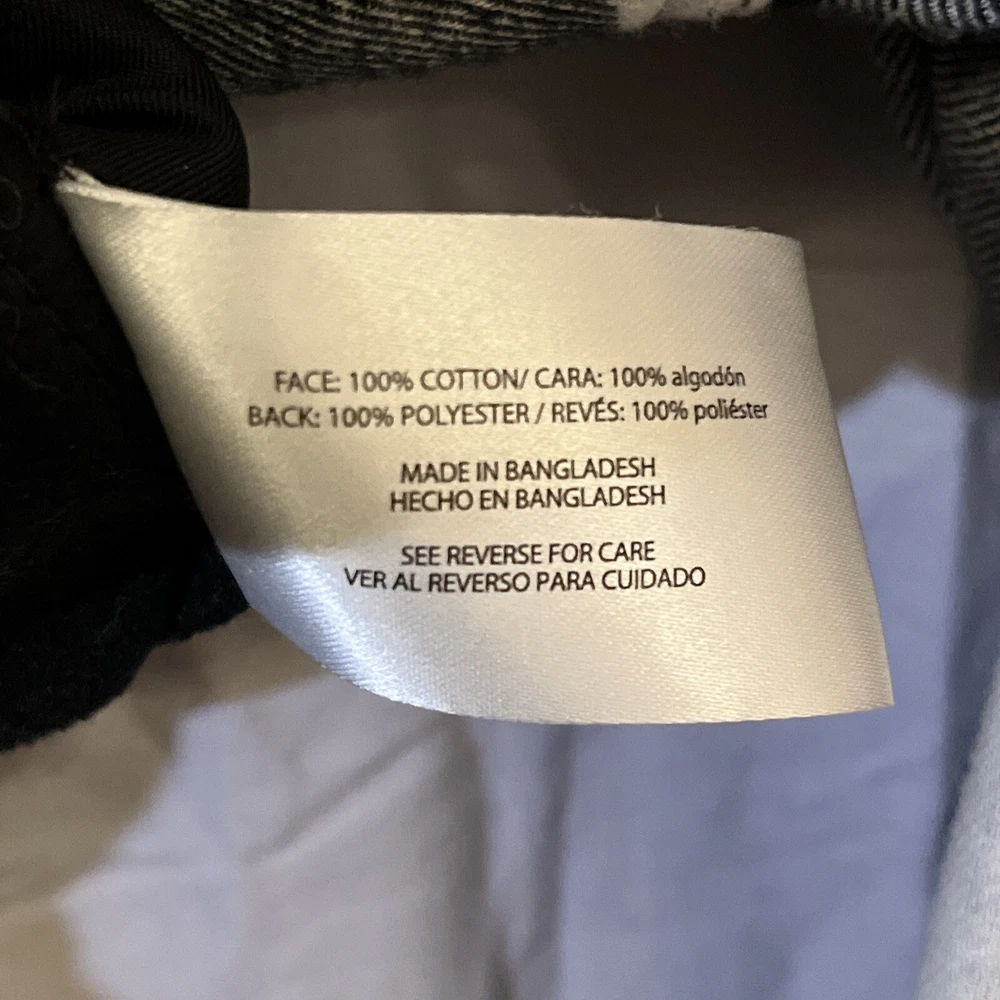 FACE: 100% COTTON/ CARA: 100% algodón
BACK: 100% POLYESTER / REVÉS: 100% poliéster
MADE IN BANGLADESH
HECHO EN BANGLADESH
SEE REVERSE FOR CARE
VER AL REVERSO PARA CUIDADO